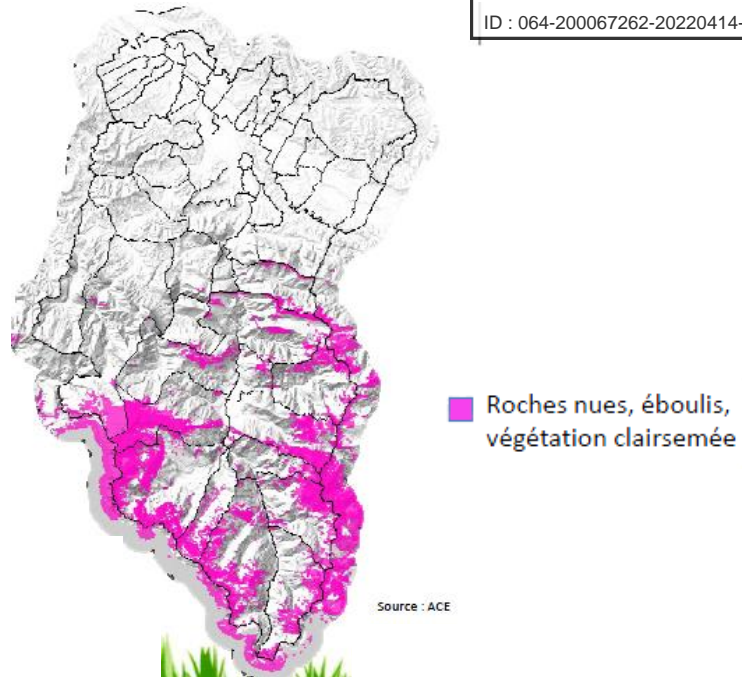 ID : 064-200067262-20220414-
Roches nues, éboulis,
végétation clairsemée
Source : ACE